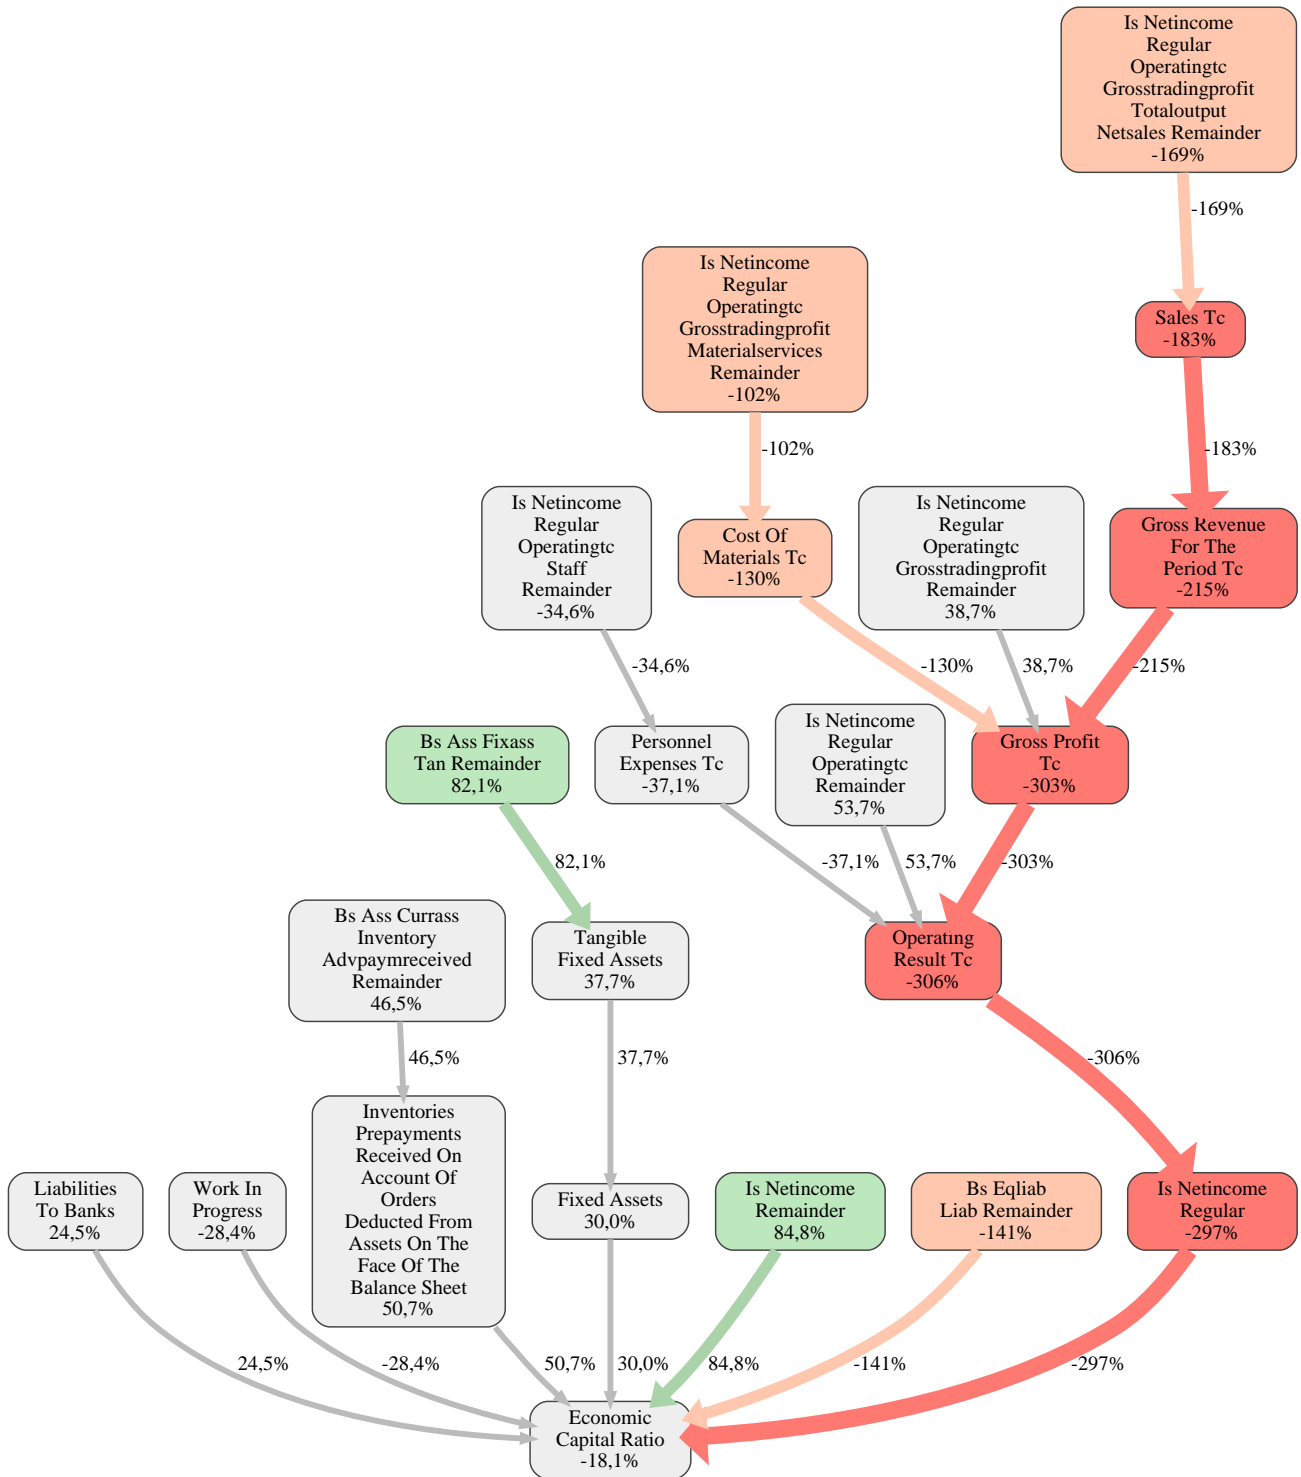 Is Netincome
Regular
Operatingtc
Grosstradingprofit
Totaloutput
Netsales Remainder
-169%
-169%
Is Netincome
Regular
Operatingtc
Grosstradingprofit
Materialservices
Remainder
-102%
Sales Tc
-183%
-102%
-183%
Is Netincome
Regular
Operatingtc
Staff
Remainder
-34,6%
Cost Of
Materials Tc
-130%
Is Netincome
Regular
Operatingtc
Grosstradingprofit
Remainder
38,7%
Gross Revenue
For The
Period Tc
-215%
-34,6%
-130%
38,7%
-215%
Bs Ass Fixass
Tan Remainder
82,1%
Personnel
Expenses Tc
-37,1%
Is Netincome
Regular
Operatingtc
Remainder
53,7%
Gross Profit
Tc
-303%
82,1%
-37,1%
53,7%
-303%
Bs Ass Currass
Inventory
Advpaymreceived
Remainder
46,5%
Tangible
Fixed Assets
37,7%
Operating
Result Tc
-306%
46,5%
37,7%
-306%
Liabilities
To Banks
24,5%
Work In
Progress
-28,4%
Inventories
Prepayments
Received On
Account Of
Orders
Deducted From
Assets On The
Face Of The
Balance Sheet
50,7%
Fixed Assets
30,0%
Is Netincome
Remainder
84,8%
Bs Eqliab
Liab Remainder
-141%
Is Netincome
Regular
-297%
24,5%
-28,4%
50,7%
30,0%
84,8%
-141%
-297%
Economic
Capital Ratio
-18,1%